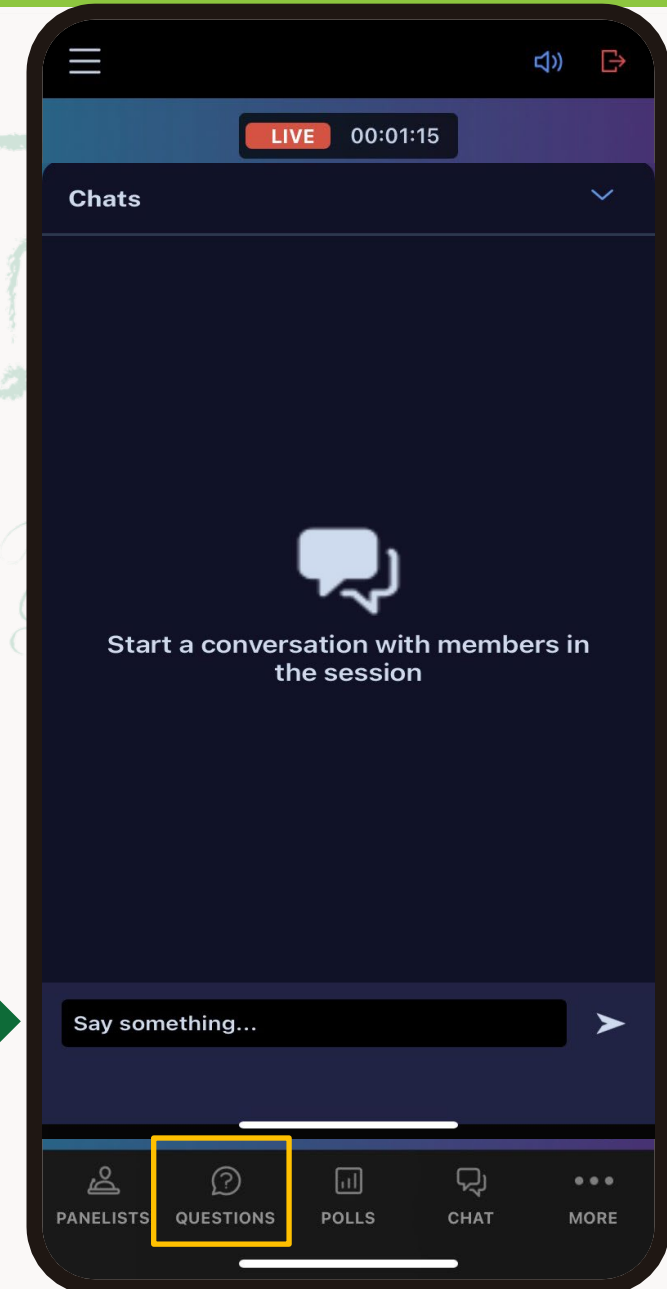 LIVE 00:01:15
Chats
Start a conversation with members in
the session
Say something...
PANELISTS QUESTIONS POLLS CHAT MORE